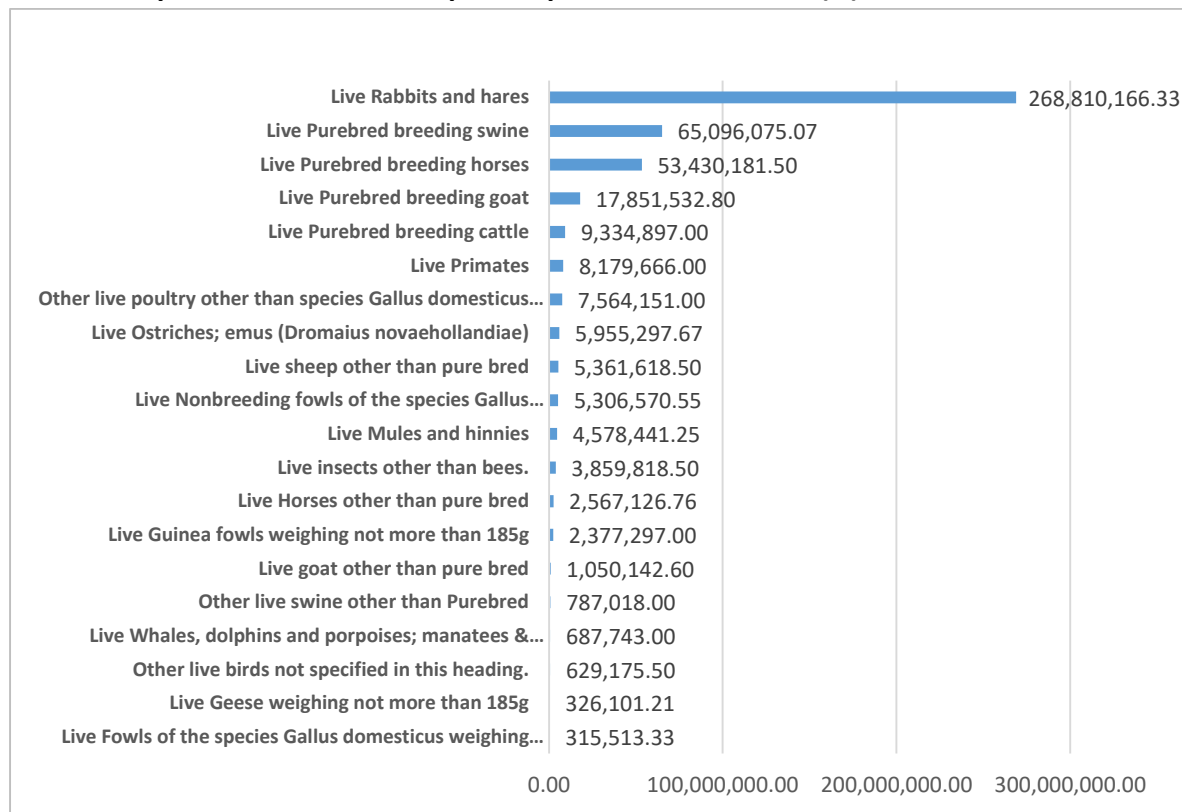 Live Rabbits and hares 268,810,166.33
Live Purebred breeding swine 65,096,075.07
Live Purebred breeding horses 53,430,181.50
Live Purebred breeding goat 17,851,532.80
Live Purebred breeding cattle 9,334,897.00
Live Primates 8,179,666.00
Other live poultry other than species Gallus domesticus... 7,564,151.00
Live Ostriches; emus (Dromaius novaehollandiae) 5,955,297.67
Live sheep other than pure bred 5,361,618.50
Live Nonbreeding fowls of the species Gallus... 5,306,570.55
Live Mules and hinnies 4,578,441.25
Live insects other than bees. 3,859,818.50
Live Horses other than pure bred 2,567,126.76
Live Guinea fowls weighing not more than 185g 2,377,297.00
Live goat other than pure bred 1,050,142.60
Other live swine other than Purebred 787,018.00
Live Whales, dolphins and porpoises; manatees &... 687,743.00
Other live birds not specified in this heading. 629,175.50
Live Geese weighing not more than 185g 326,101.21
Live Fowls of the species Gallus domesticus weighing... 315,513.33
0.00 100,000,000.00 200,000,000.00 300,000,000.00